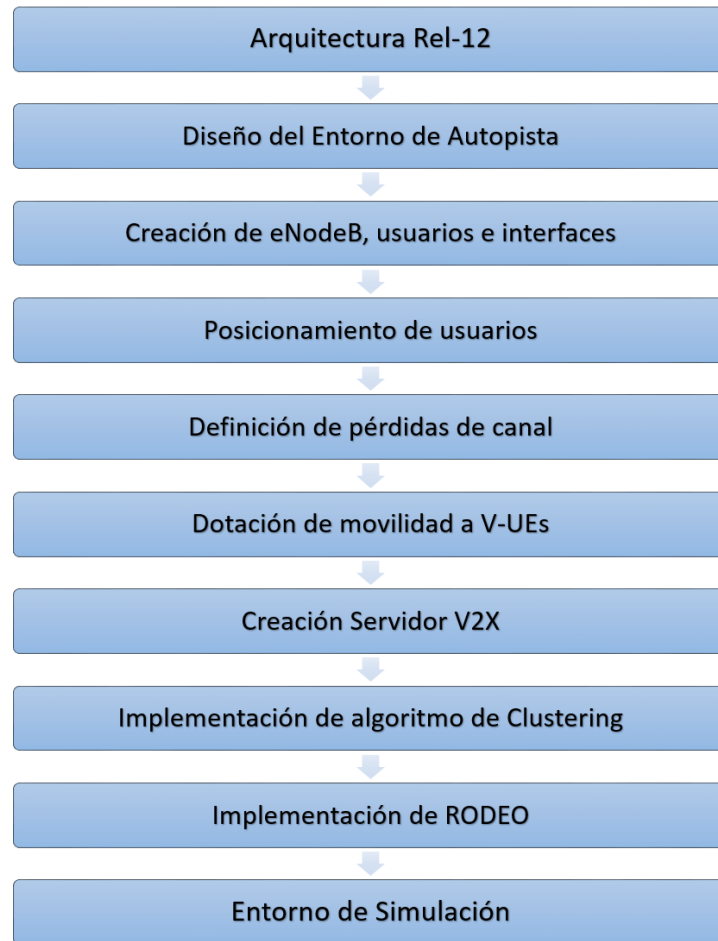 Arquitectura Rel-12
Diseño del Entorno de Autopista
Creación de eNodeB, usuarios e interfaces
Posicionamiento de usuarios
Definición de pérdidas de canal
Dotación de movilidad a V-UEs
Creación Servidor V2X
Implementación de algoritmo de Clustering
Implementación de RODEO
Entorno de Simulación